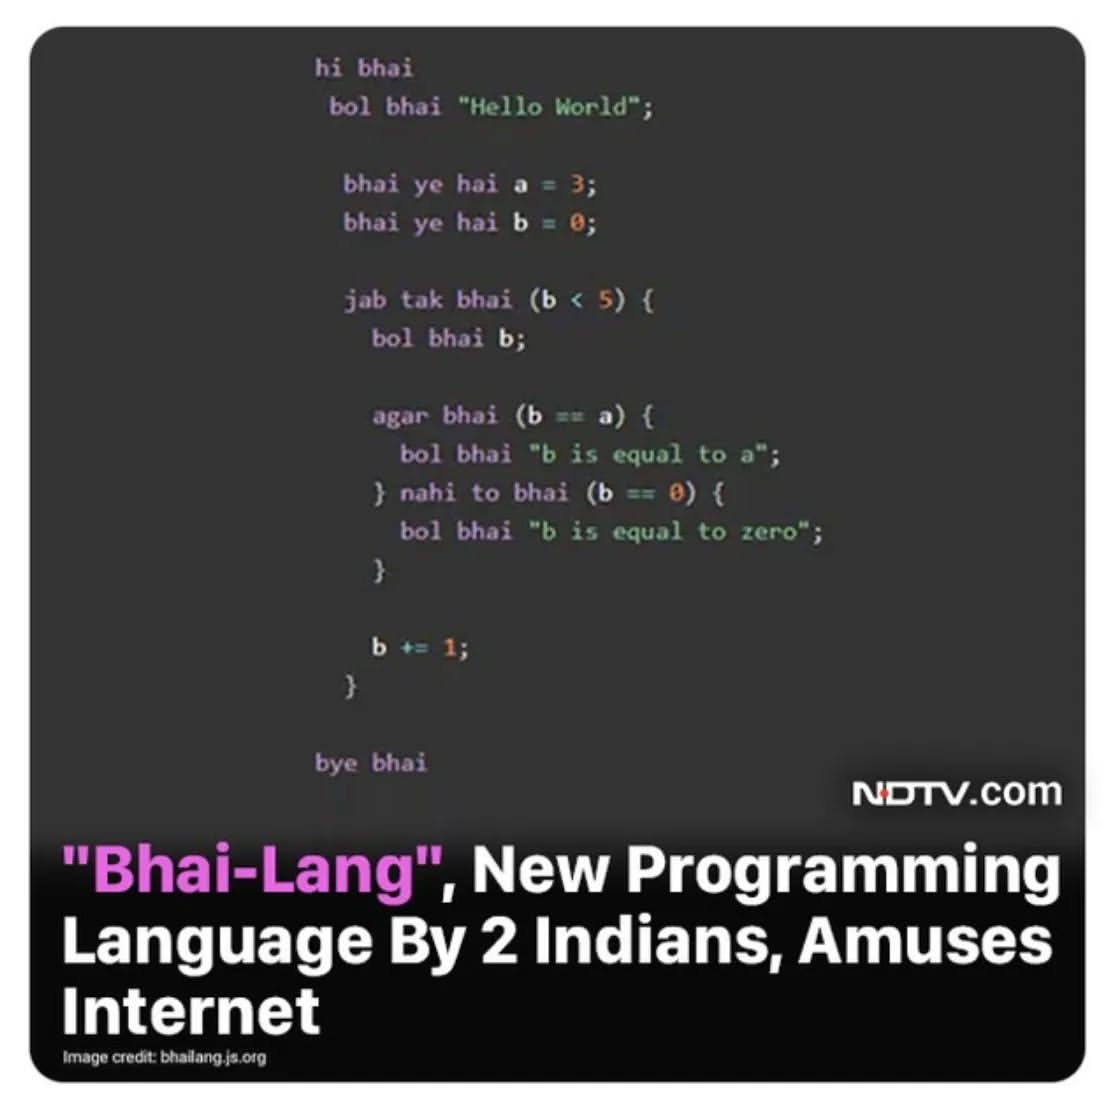 hi bhai
bol bhai "Hello World";
bhai ye hai a = 3;
bhai ye hai b = 0;
jab tak bhai (b < 5) {
bol bhai b;
agar bhai (b == a) {
bol bhai "b is equal to a";
} nahi to bhai (b == 0) {
bol bhai "b is equal to zero";
}
b += 1;
}
bye bhai
NDTV.com
"Bhai-Lang", New Programming
Language By 2 Indians, Amuses
Internet
Image credit: bhailang.js.org